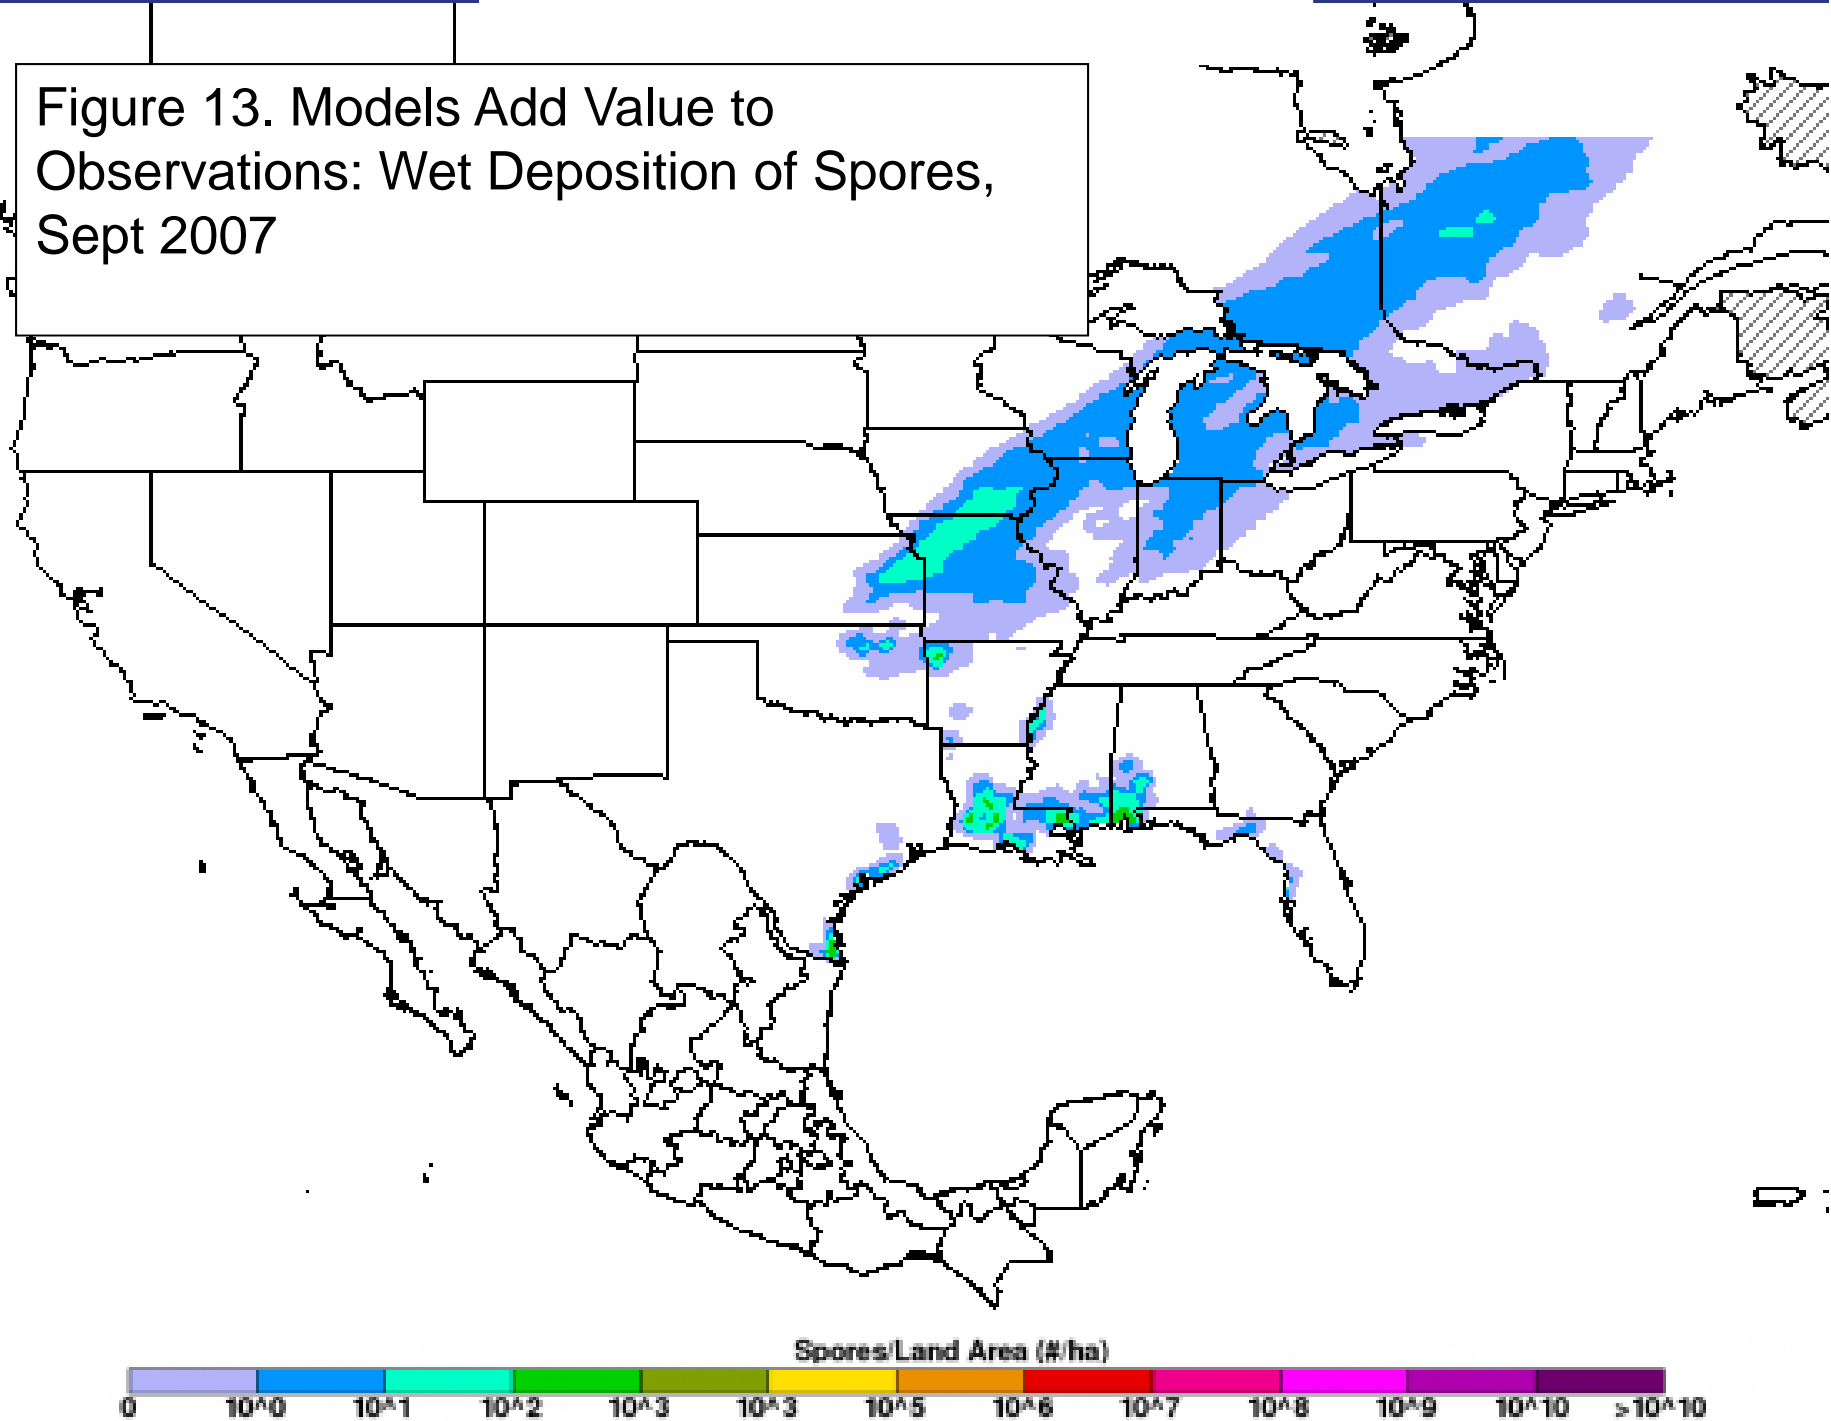 Figure 13. Models Add Value to
Observations: Wet Deposition of Spores,
Sept 2007
Spores/Land Area (#/ha)
0 10^0 10^1 10^2 10^3 10^3 10^5 10^6 10^7 10^8 10^9 10^10 >10^10